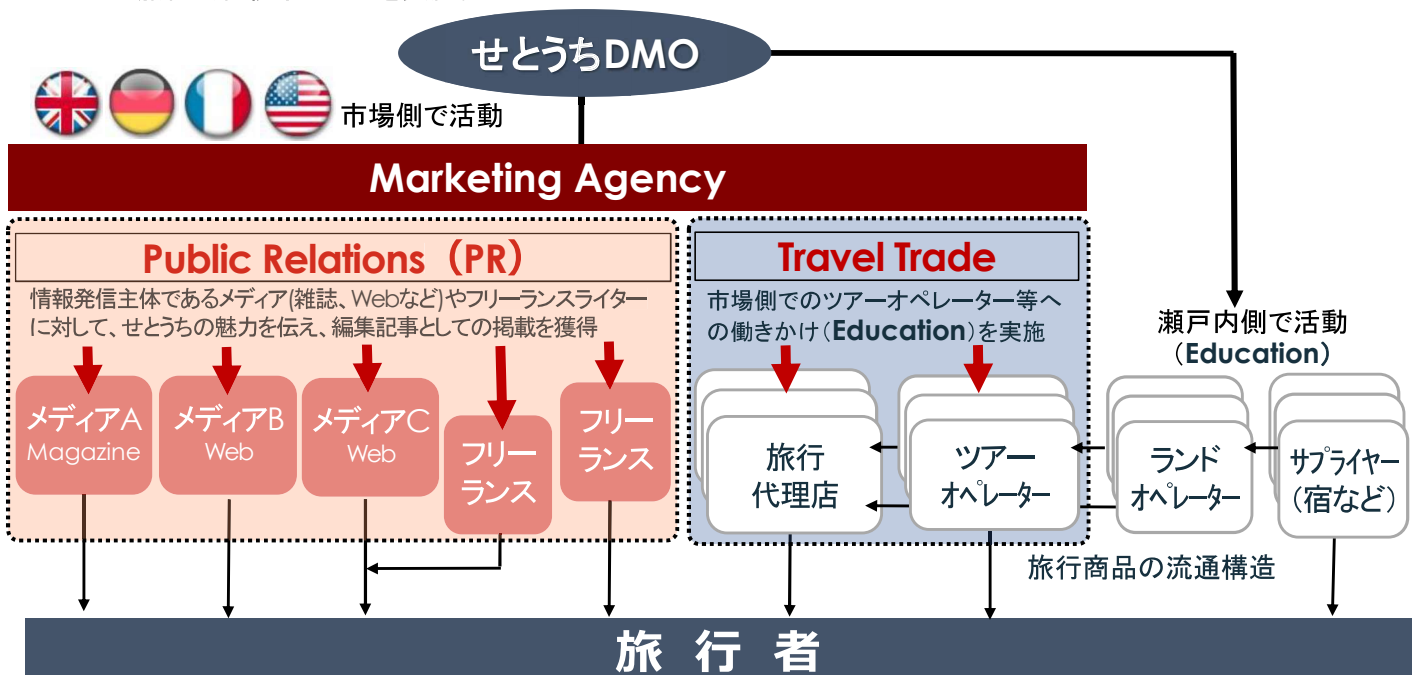 せとうちDMO
市場側で活動
Marketing Agency
Public Relations（PR）
情報発信主体であるメディア(雑誌、Webなど)やフリーランスライター
に対して、せとうちの魅力を伝え、編集記事としての掲載を獲得
メディアA
Magazine
メディアB
Web
メディアC
Web
フリー
ランス
フリー
ランス
Travel Trade
市場側でのツアーオペレーター等へ
の働きかけ（Education）を実施
旅行
代理店
ツアー
オペレーター
瀬戸内側で活動
（Education）
ランド
オペレーター
サプライヤー
（宿など）
旅行商品の流通構造
旅 行 者